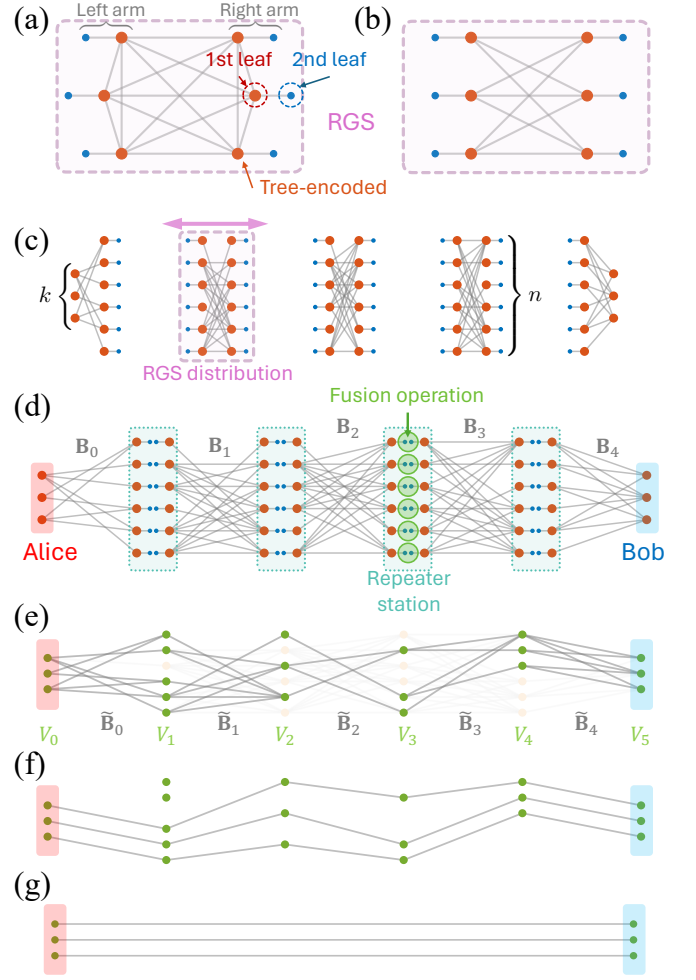 (a)
Left arm
Right arm
(b)
1st leaf
2nd leaf
RGS
Tree-encoded
(c)
k
n
RGS distribution
(d)
Fusion operation
B₀
B₁
B₂
B₃
B₄
Alice
Bob
Repeater
station
(e)
V₀
B̃₀
V₁
B̃₁
V₂
B̃₂
V₃
B̃₃
V₄
B̃₄
V₅
(f)
(g)